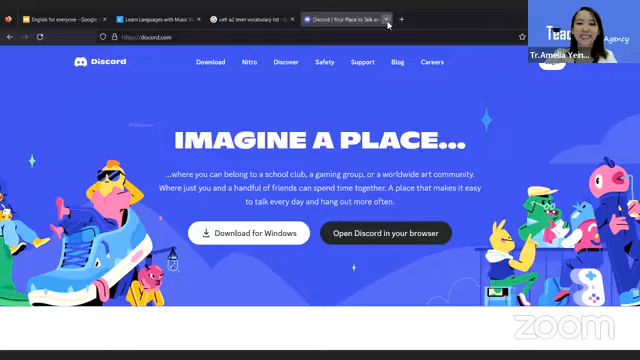 English for everyone - Google
Learn Languages with Music V
cefr a2 level vocabulary list -
Discord | Your Place to Talk a
https://discord.com
Discord
Download
Nitro
Discover
Safety
Support
Blog
Careers
IMAGINE A PLACE...
...where you can belong to a school club, a gaming group, or a worldwide art community.
Where just you and a handful of friends can spend time together. A place that makes it easy
to talk every day and hang out more often.
Download for Windows
Open Discord in your browser
Agency
Tr.Amelia Yein...
zoom